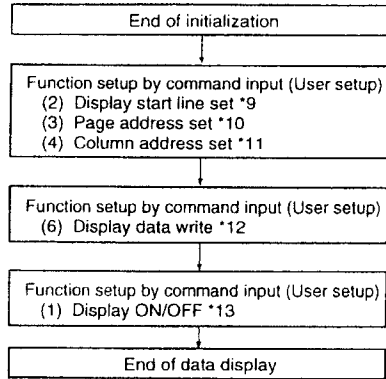 End of initialization
Function setup by command input (User setup)
(2) Display start line set *9
(3) Page address set *10
(4) Column address set *11
Function setup by command input (User setup)
(6) Display data write *12
Function setup by command input (User setup)
(1) Display ON/OFF *13
End of data display